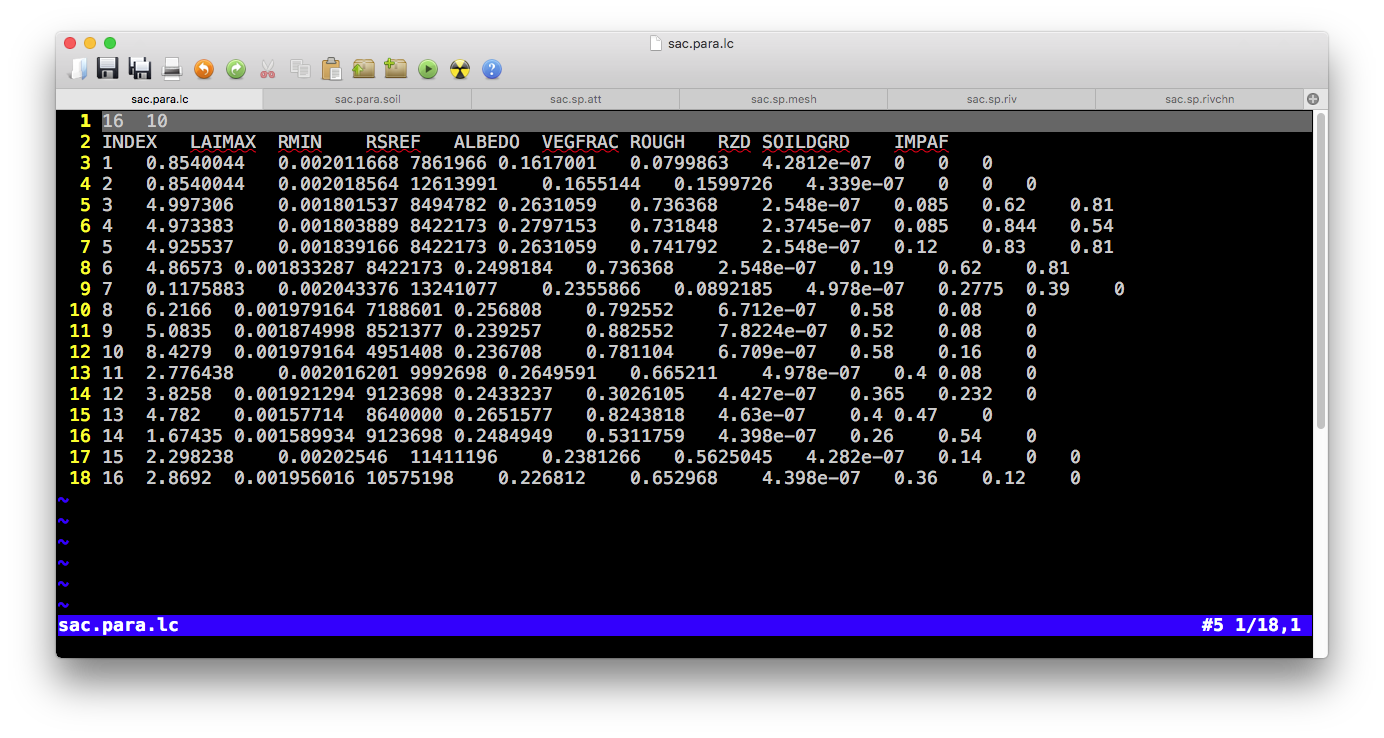 sac.para.lc
sac.para.lc sac.para.soil sac.sp.att sac.sp.mesh sac.sp.riv sac.sp.rivchn
1 16 10
2 INDEX LAIMAX RMIN RSREF ALBEDO VEGFRAC ROUGH RZD SOILDGRD IMPAF
3 1 0.8540044 0.002011668 7861966 0.1617001 0.0799863 4.2812e-07 0 0 0
4 2 0.8540044 0.002018564 12613991 0.1655144 0.1599726 4.339e-07 0 0 0
5 3 4.997306 0.001801537 8494782 0.2631059 0.736368 2.548e-07 0.085 0.62 0.81
6 4 4.973383 0.001803889 8422173 0.2797153 0.731848 2.3745e-07 0.085 0.844 0.54
7 5 4.925537 0.001839166 8422173 0.2631059 0.741792 2.548e-07 0.12 0.83 0.81
8 6 4.86573 0.001833287 8422173 0.2498184 0.736368 2.548e-07 0.19 0.62 0.81
9 7 0.1175883 0.002043376 13241077 0.2355866 0.0892185 4.978e-07 0.2775 0.39 0
10 8 6.2166 0.001979164 7188601 0.256808 0.792552 6.712e-07 0.58 0.08 0
11 9 5.0835 0.001874998 8521377 0.239257 0.882552 7.8224e-07 0.52 0.08 0
12 10 8.4279 0.001979164 4951408 0.236708 0.781104 6.709e-07 0.58 0.16 0
13 11 2.776438 0.002016201 9992698 0.2649591 0.665211 4.978e-07 0.4 0.08 0
14 12 3.8258 0.001921294 9123698 0.2433237 0.3026105 4.427e-07 0.365 0.232 0
15 13 4.782 0.00157714 8640000 0.2651577 0.8243818 4.63e-07 0.4 0.47 0
16 14 1.67435 0.001589934 9123698 0.2484949 0.5311759 4.398e-07 0.26 0.54 0
17 15 2.298238 0.00202546 11411196 0.2381266 0.5625045 4.282e-07 0.14 0 0
18 16 2.8692 0.001956016 10575198 0.226812 0.652968 4.398e-07 0.36 0.12 0
~
~
~
~
~
~
sac.para.lc #5 1/18,1